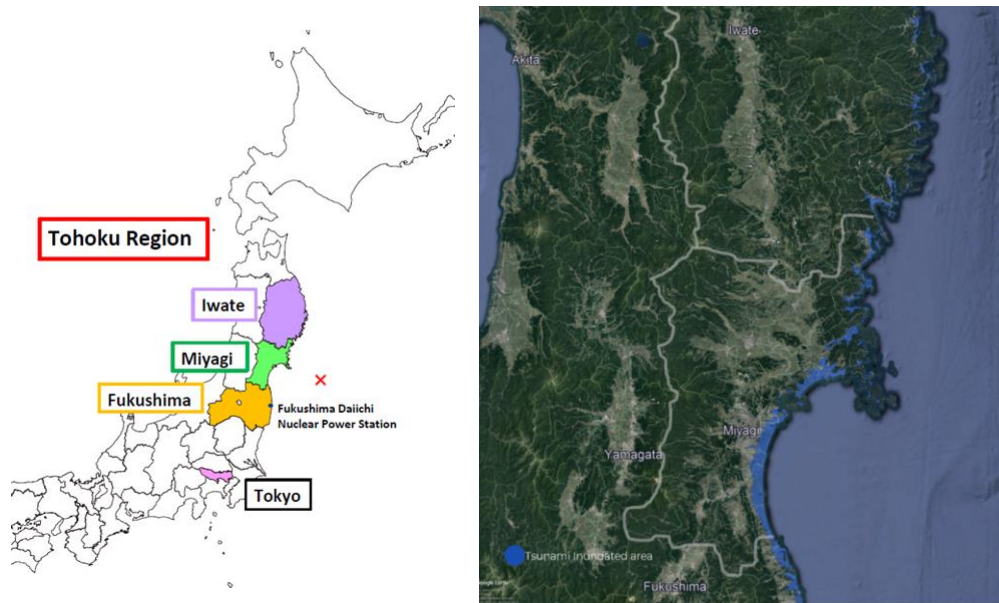 Tohoku Region
Iwate
Miyagi
Fukushima
Fukushima Daiichi
Nuclear Power Station
Tokyo
Iwate
Akita
Miyagi
Yamagata
Tsunami Inundated area
Fukushima